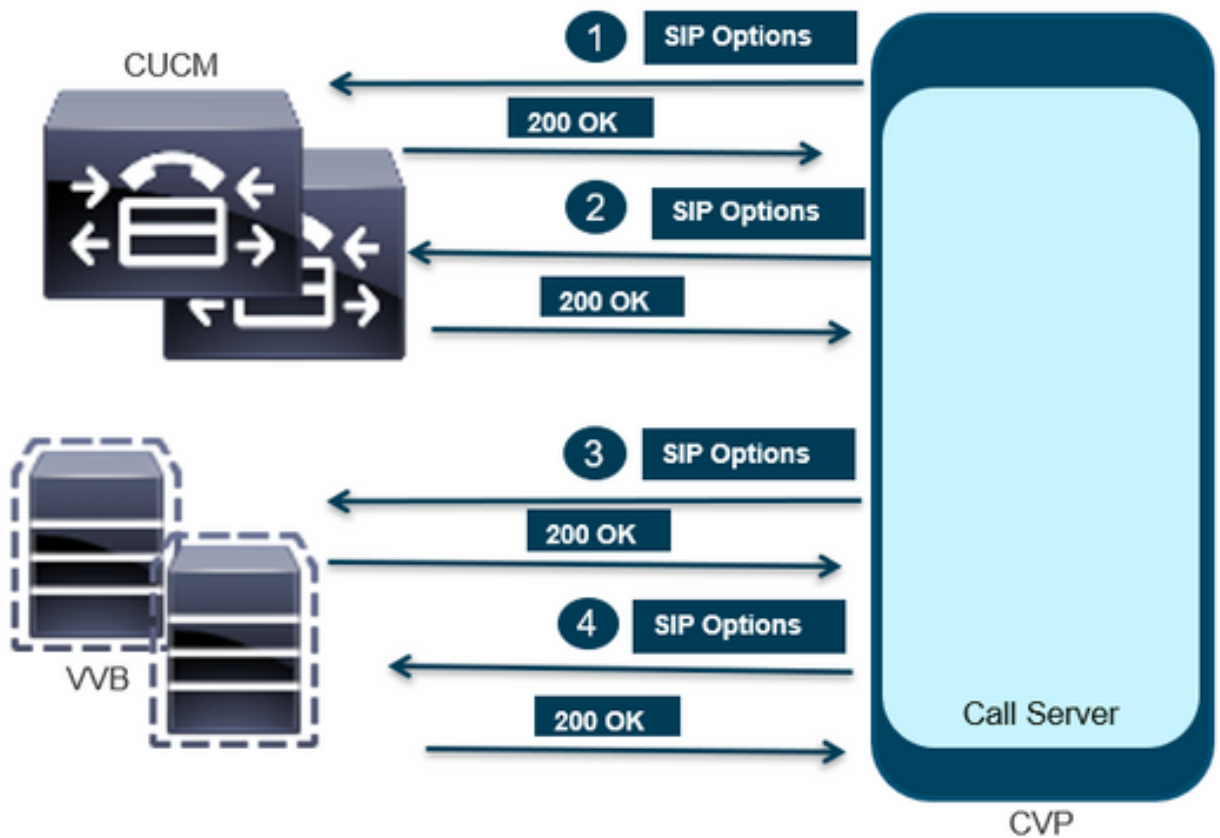 CUCM
1 SIP Options
200 OK
2 SIP Options
200 OK
3 SIP Options
200 OK
4 SIP Options
200 OK
VVB
Call Server
CVP